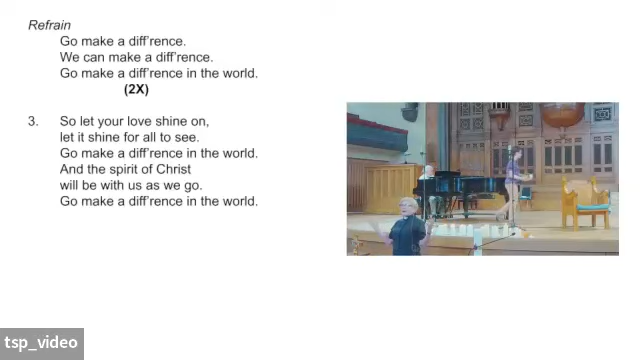 Refrain
Go make a diff'rence.
We can make a diff'rence.
Go make a diff'rence in the world.
(2X)
3. So let your love shine on,
let it shine for all to see.
Go make a diff'rence in the world.
And the spirit of Christ
will be with us as we go.
Go make a diff'rence in the world.
tsp_video